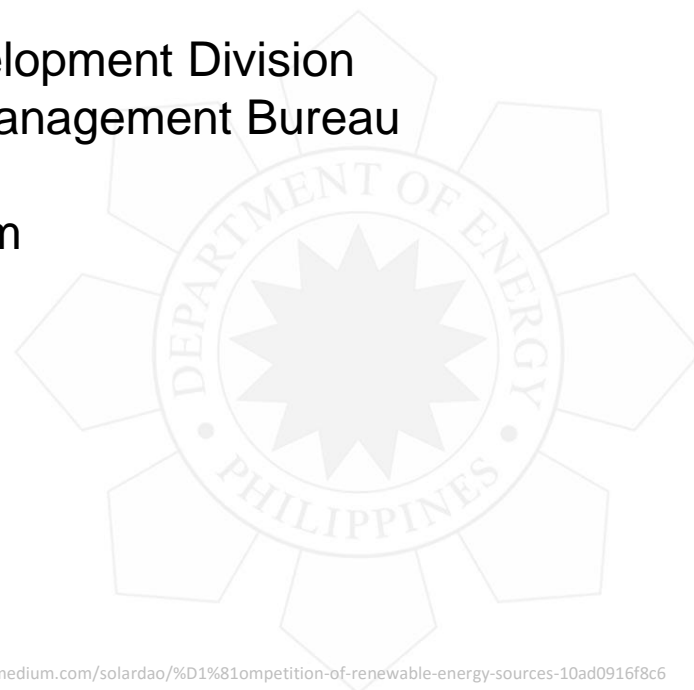 elopment Division
anagement Bureau
m
DEPARTMENT OF ENERGY
PHILIPPINES
medium.com/solardao/%D1%81ompetition-of-renewable-energy-sources-10ad0916f8c6